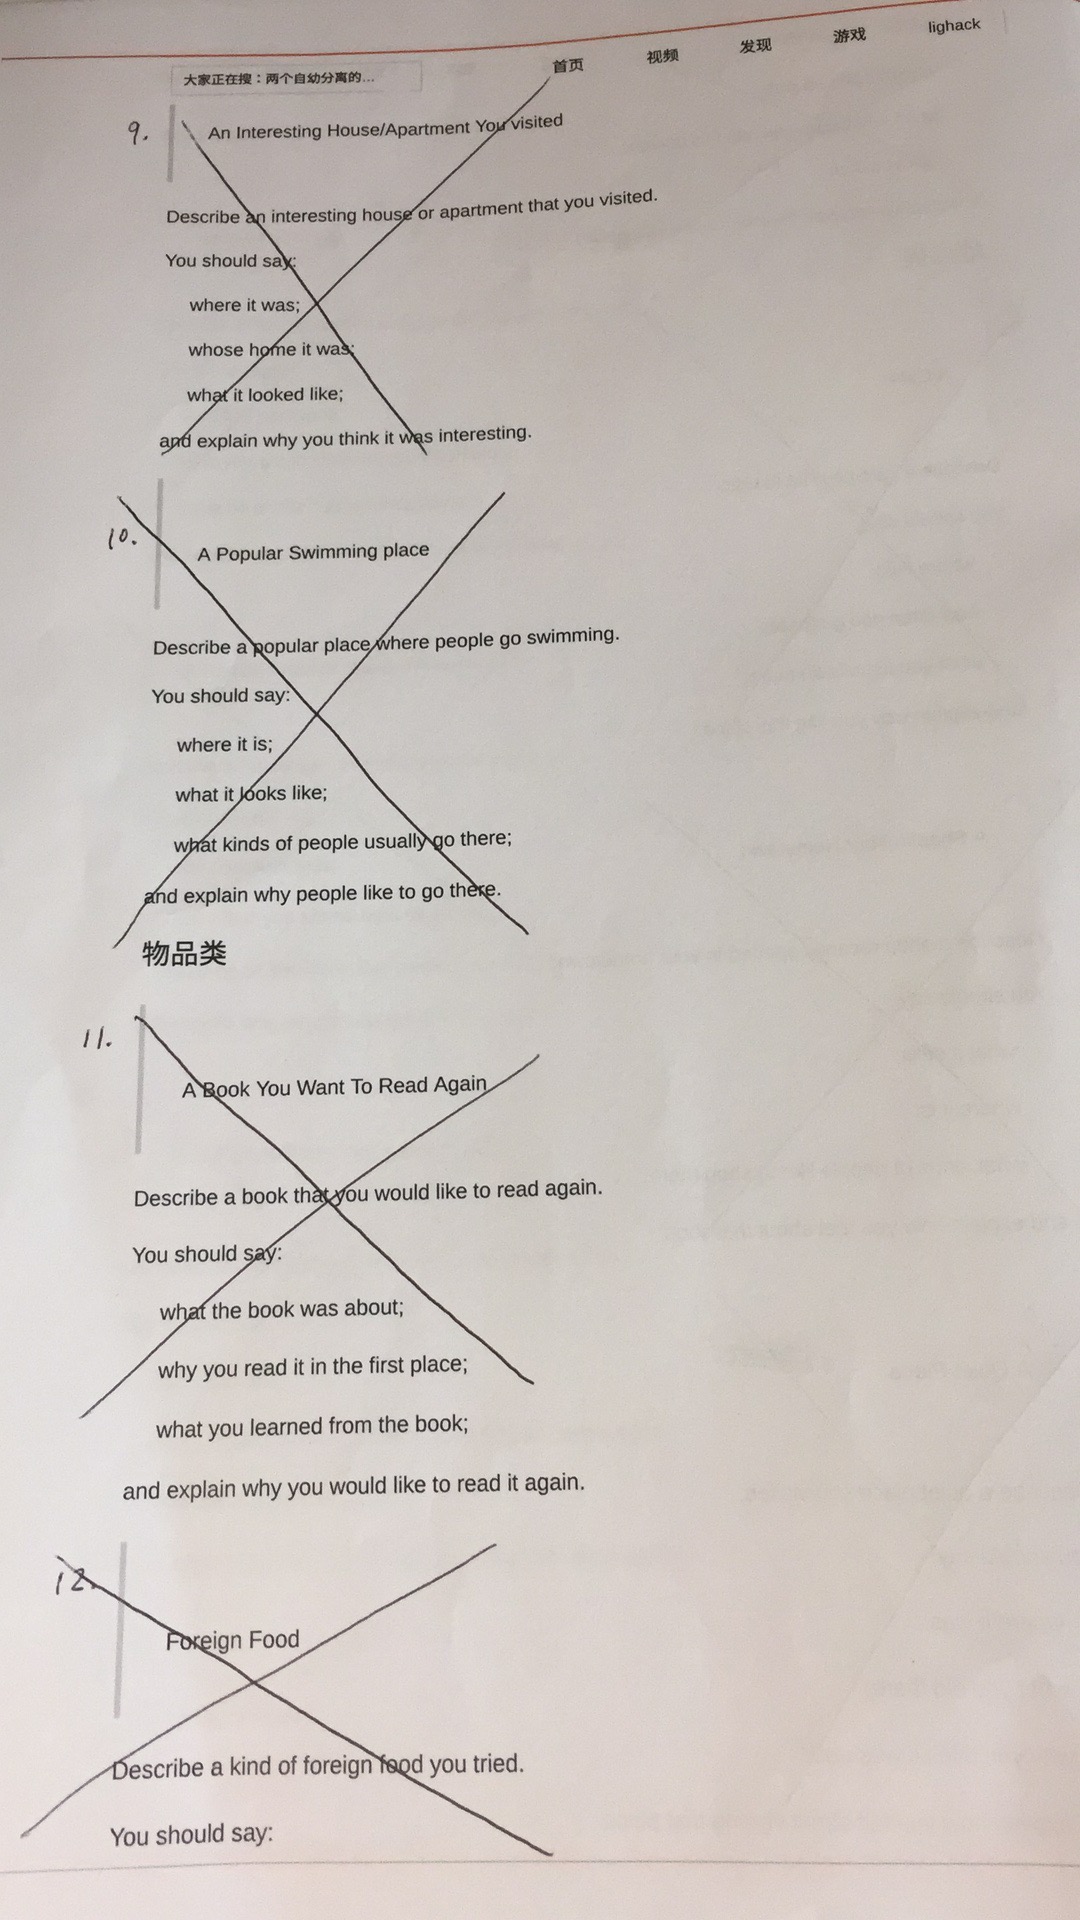 首页 视频 发现 游戏 lighack
大家正在搜：两个自幼分离的...
9. An Interesting House/Apartment You visited
Describe an interesting house or apartment that you visited.
You should say:
where it was;
whose home it was;
what it looked like;
and explain why you think it was interesting.
10. A Popular Swimming place
Describe a popular place where people go swimming.
You should say:
where it is;
what it looks like;
what kinds of people usually go there;
and explain why people like to go there.
物品类
11. A Book You Want To Read Again
Describe a book that you would like to read again.
You should say:
what the book was about;
why you read it in the first place;
what you learned from the book;
and explain why you would like to read it again.
12. Foreign Food
Describe a kind of foreign food you tried.
You should say: